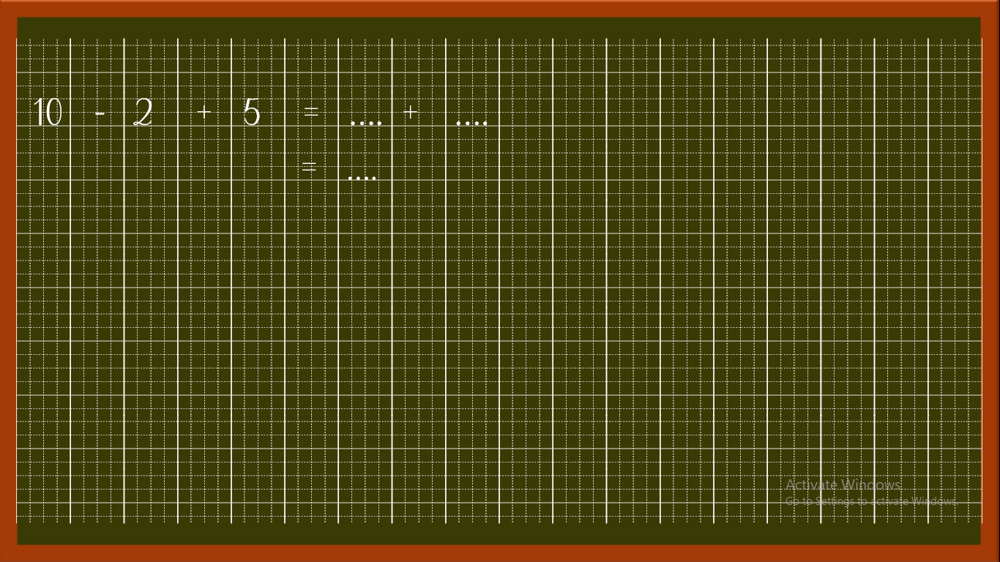 10 - 2 + 5 = .... + ....
= ....
Activate Windows
Go to Settings to activate Windows.